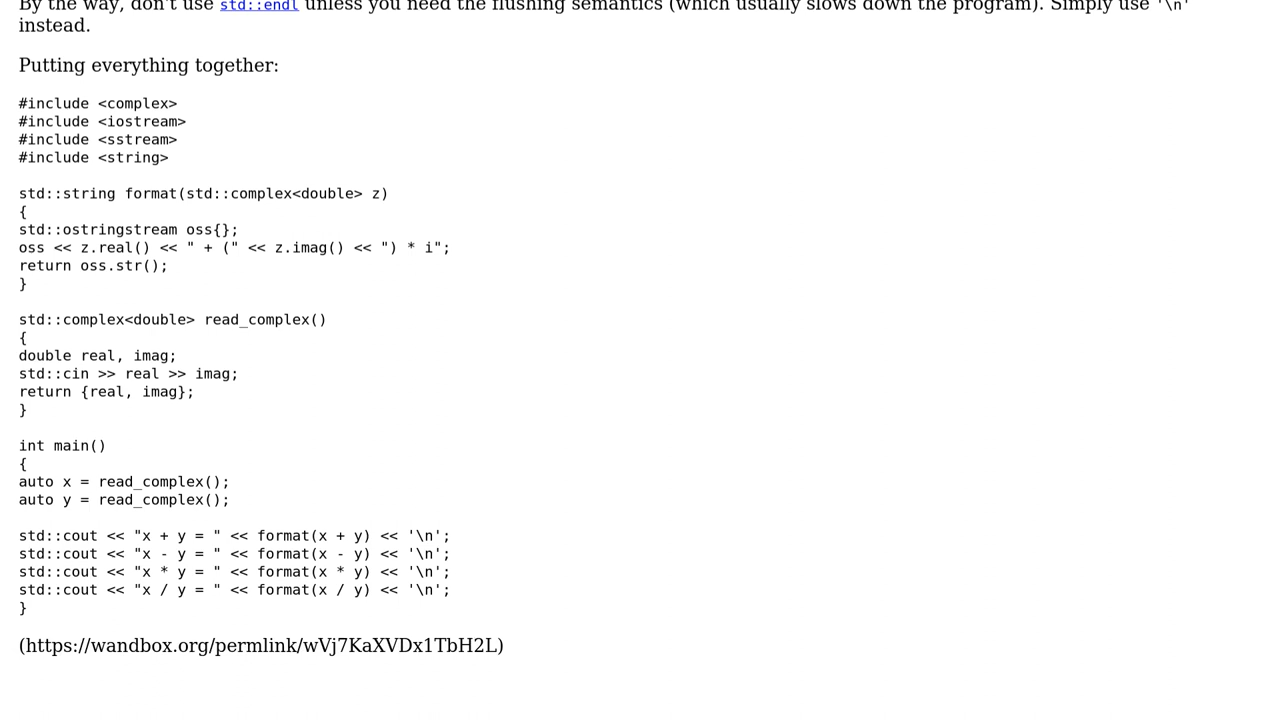 By the way, don't use std::endl unless you need the flushing semantics (which usually slows down the program). Simply use '\n'
instead.
Putting everything together:
#include <complex>
#include <iostream>
#include <sstream>
#include <string>
std::string format(std::complex<double> z)
{
std::ostringstream oss{};
oss << z.real() << " + (" << z.imag() << ") * i";
return oss.str();
}
std::complex<double> read_complex()
{
double real, imag;
std::cin >> real >> imag;
return {real, imag};
}
int main()
{
auto x = read_complex();
auto y = read_complex();
std::cout << "x + y = " << format(x + y) << '\n';
std::cout << "x - y = " << format(x - y) << '\n';
std::cout << "x * y = " << format(x * y) << '\n';
std::cout << "x / y = " << format(x / y) << '\n';
}
(https://wandbox.org/permlink/wVj7KaXVDx1TbH2L)